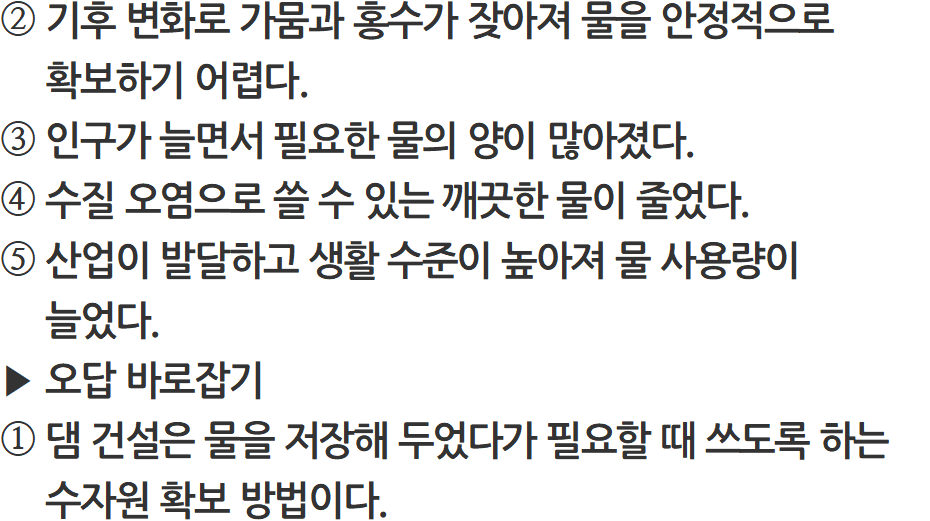 ② 기후 변화로 가뭄과 홍수가 잦아져 물을 안정적으로
확보하기 어렵다.
③ 인구가 늘면서 필요한 물의 양이 많아졌다.
④ 수질 오염으로 쓸 수 있는 깨끗한 물이 줄었다.
⑤ 산업이 발달하고 생활 수준이 높아져 물 사용량이
늘었다.
▶ 오답 바로잡기
① 댐 건설은 물을 저장해 두었다가 필요할 때 쓰도록 하는
수자원 확보 방법이다.